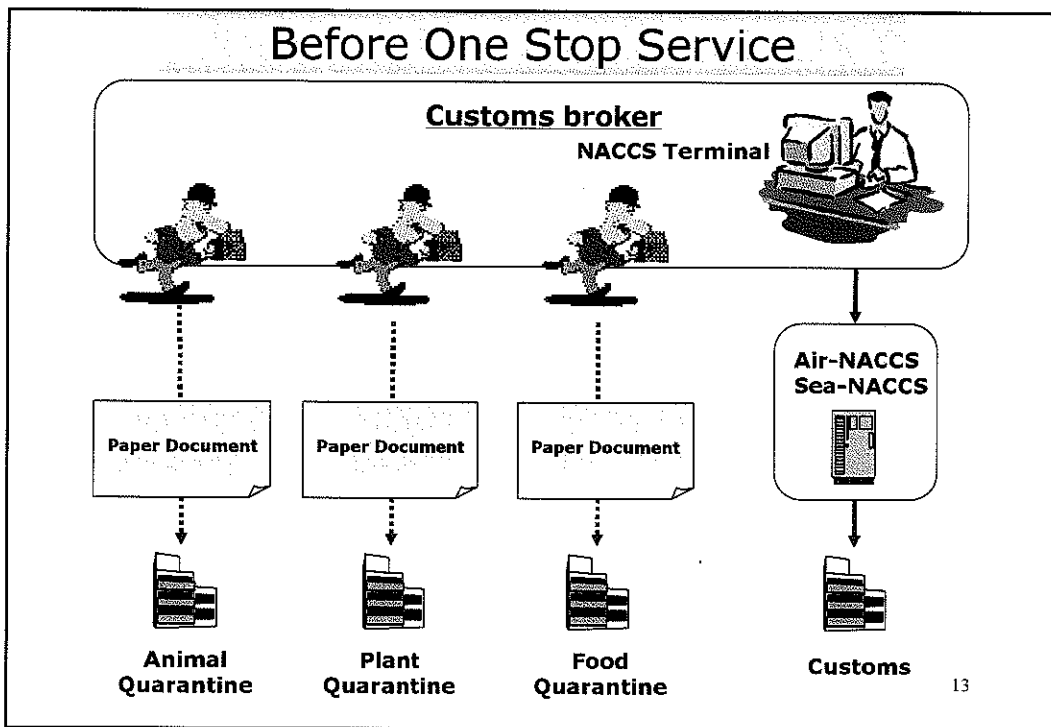 Before One Stop Service
Customs broker
NACCS Terminal
Air-NACCS
Sea-NACCS
Paper Document
Paper Document
Paper Document
Animal
Quarantine
Plant
Quarantine
Food
Quarantine
Customs
13